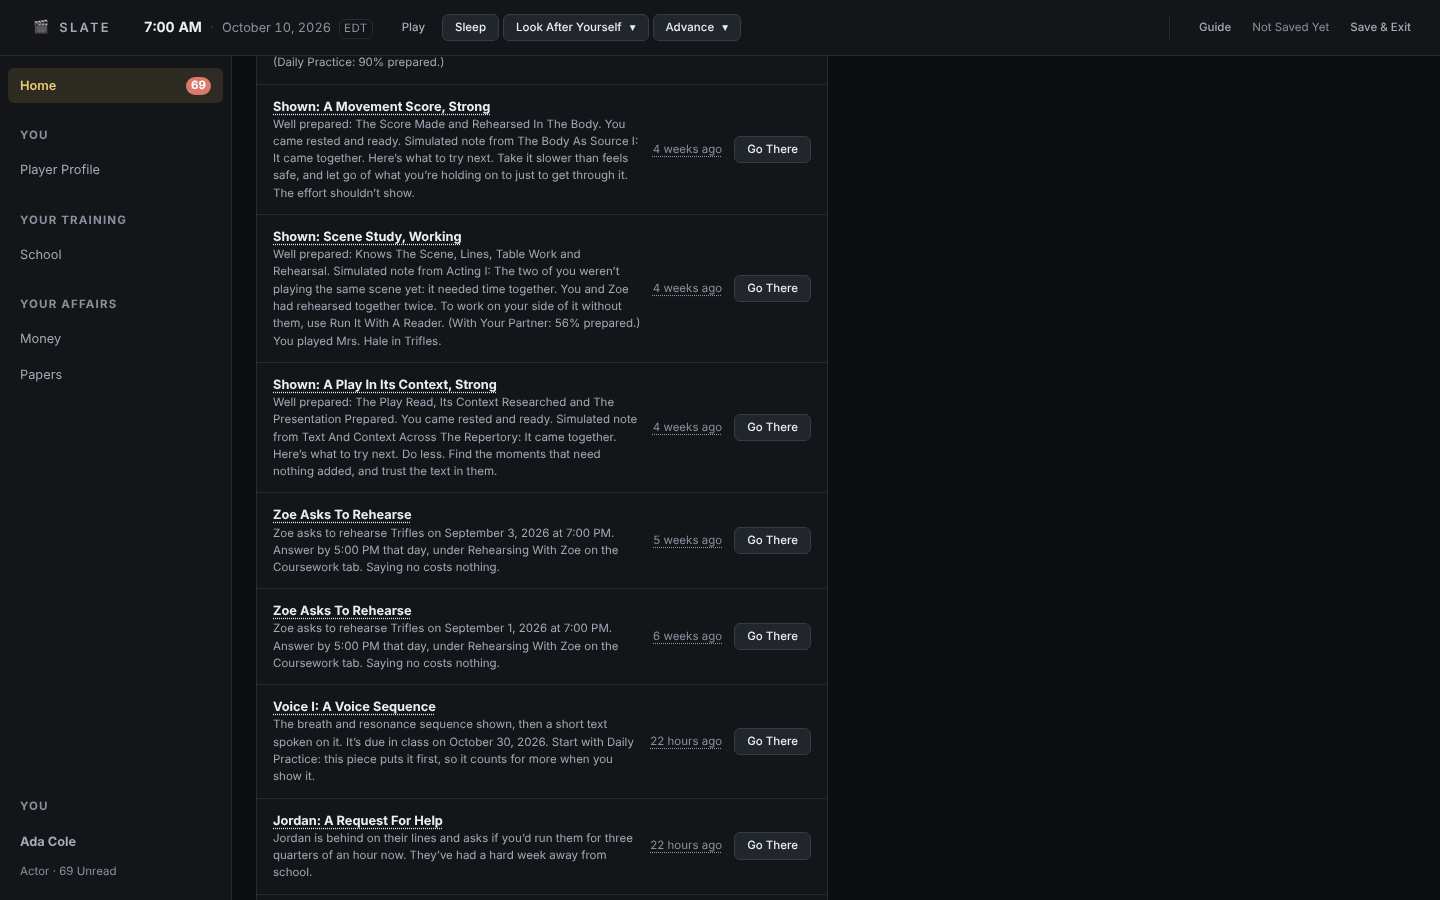 SLATE
7:00 AM · October 10, 2026 EDT
Play
Sleep
Look After Yourself ▾
Advance ▾
Guide
Not Saved Yet
Save & Exit
Home
69
YOU
Player Profile
YOUR TRAINING
School
YOUR AFFAIRS
Money
Papers
YOU
Ada Cole
Actor · 69 Unread
(Daily Practice: 90% prepared.)
Shown: A Movement Score, Strong
Well prepared: The Score Made and Rehearsed In The Body. You
came rested and ready. Simulated note from The Body As Source I:
It came together. Here's what to try next. Take it slower than feels
safe, and let go of what you're holding on to just to get through it.
The effort shouldn't show.
4 weeks ago
Go There
Shown: Scene Study, Working
Well prepared: Knows The Scene, Lines, Table Work and
Rehearsal. Simulated note from Acting I: The two of you weren't
playing the same scene yet: it needed time together. You and Zoe
had rehearsed together twice. To work on your side of it without
them, use Run It With A Reader. (With Your Partner: 56% prepared.)
You played Mrs. Hale in Trifles.
4 weeks ago
Go There
Shown: A Play In Its Context, Strong
Well prepared: The Play Read, Its Context Researched and The
Presentation Prepared. You came rested and ready. Simulated note
from Text And Context Across The Repertory: It came together.
Here's what to try next. Do less. Find the moments that need
nothing added, and trust the text in them.
4 weeks ago
Go There
Zoe Asks To Rehearse
Zoe asks to rehearse Trifles on September 3, 2026 at 7:00 PM.
Answer by 5:00 PM that day, under Rehearsing With Zoe on the
Coursework tab. Saying no costs nothing.
5 weeks ago
Go There
Zoe Asks To Rehearse
Zoe asks to rehearse Trifles on September 1, 2026 at 7:00 PM.
Answer by 5:00 PM that day, under Rehearsing With Zoe on the
Coursework tab. Saying no costs nothing.
6 weeks ago
Go There
Voice I: A Voice Sequence
The breath and resonance sequence shown, then a short text
spoken on it. It's due in class on October 30, 2026. Start with Daily
Practice: this piece puts it first, so it counts for more when you
show it.
22 hours ago
Go There
Jordan: A Request For Help
Jordan is behind on their lines and asks if you'd run them for three
quarters of an hour now. They've had a hard week away from
school.
22 hours ago
Go There